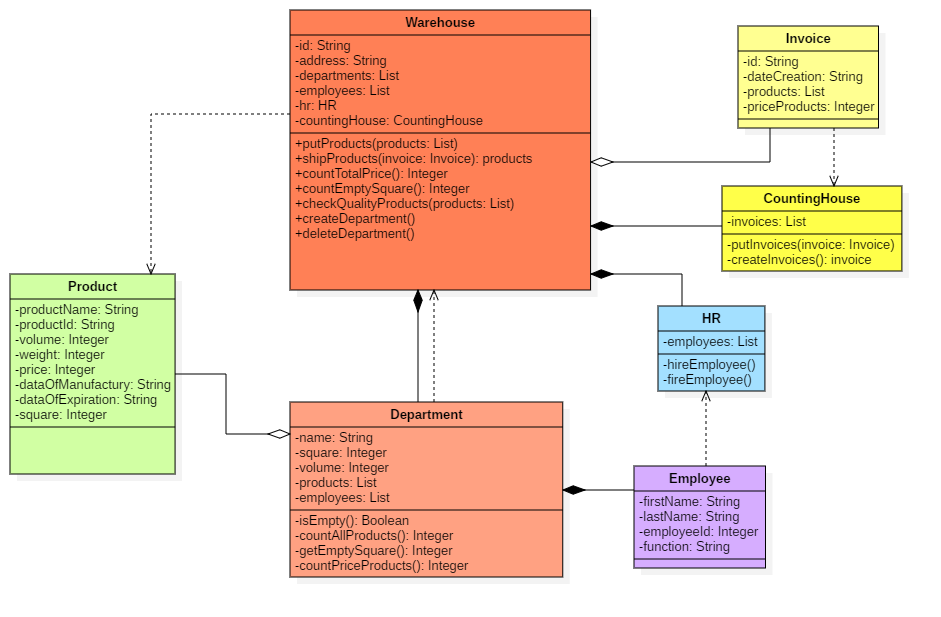 Warehouse
-id: String
-address: String
-departments: List
-employees: List
-hr: HR
-countingHouse: CountingHouse
+putProducts(products: List)
+shipProducts(invoice: Invoice): products
+countTotalPrice(): Integer
+countEmptySquare(): Integer
+checkQualityProducts(products: List)
+createDepartment()
+deleteDepartment()
Invoice
-id: String
-dateCreation: String
-products: List
-priceProducts: Integer
CountingHouse
-invoices: List
-putInvoices(invoice: Invoice)
-createInvoices(): invoice
Product
-productName: String
-productId: String
-volume: Integer
-weight: Integer
-price: Integer
-dataOfManufactury: String
-dataOfExpiration: String
-square: Integer
HR
-employees: List
-hireEmployee()
-fireEmployee()
Department
-name: String
-square: Integer
-volume: Integer
-products: List
-employees: List
-isEmpty(): Boolean
-countAllProducts(): Integer
-getEmptySquare(): Integer
-countPriceProducts(): Integer
Employee
-firstName: String
-lastName: String
-employeeId: Integer
-function: String